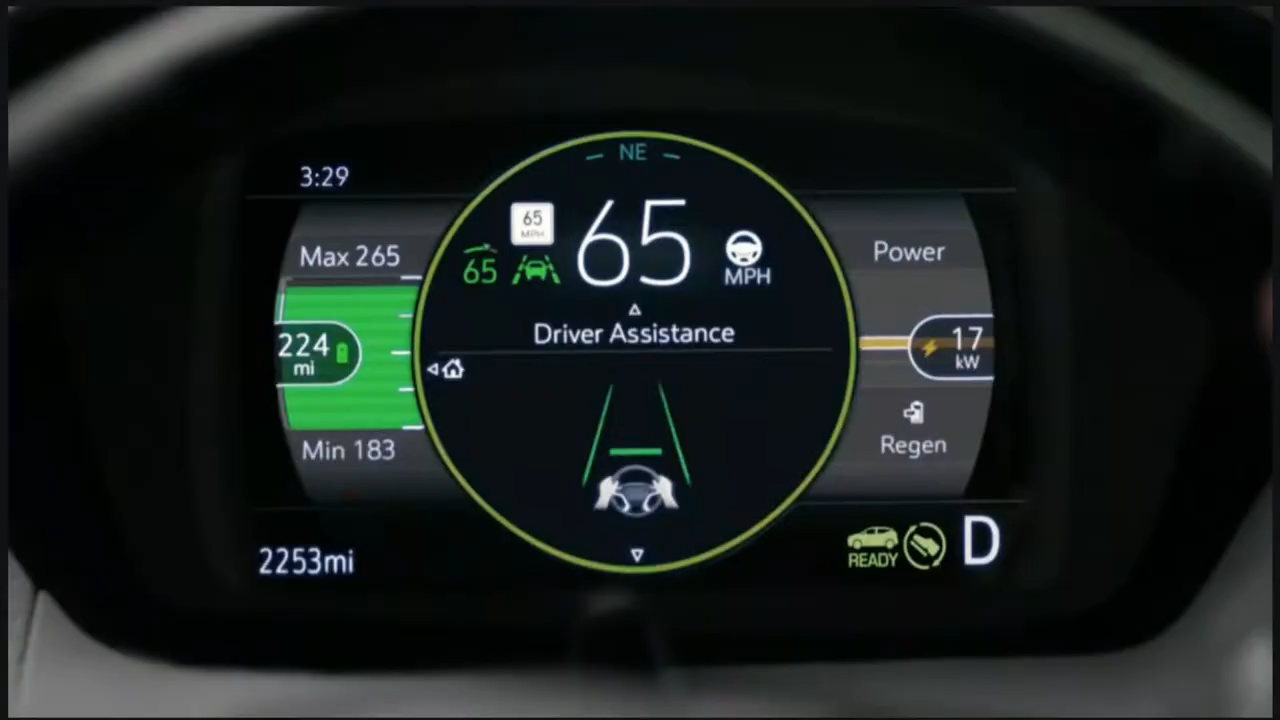 NE
3:29
65
MPH
65
65
MPH
Max 265
Driver Assistance
224
mi
Min 183
Power
17
kW
Regen
2253mi
READY
D